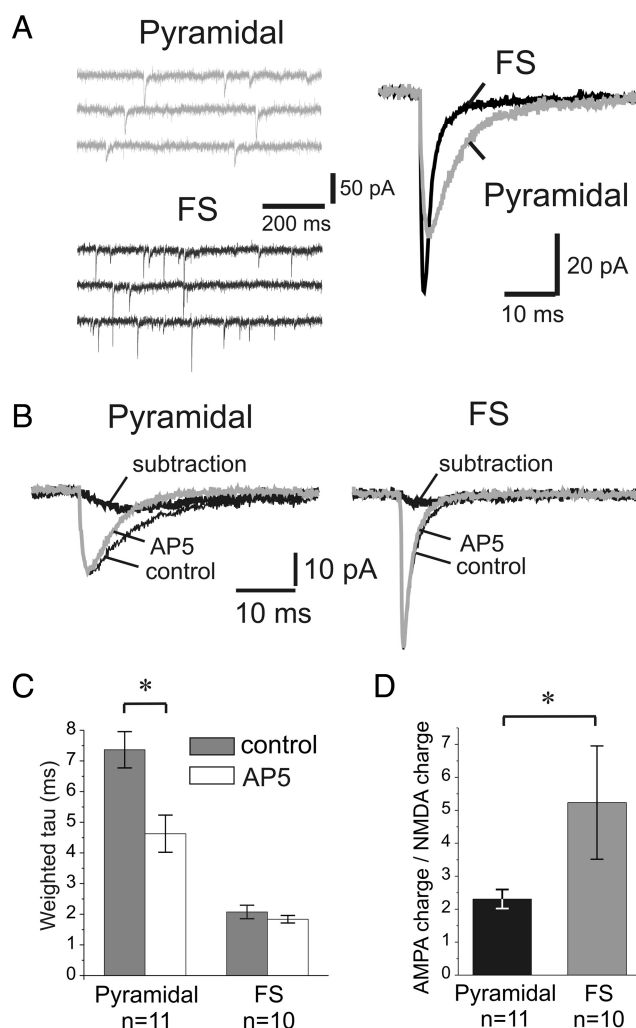 A
Pyramidal
50 pA
200 ms
FS
FS
Pyramidal
20 pA
10 ms
B
Pyramidal
subtraction
AP5
control
10 pA
10 ms
FS
subtraction
AP5
control
C
*
control
AP5
Weighted tau (ms)
8
7
6
5
4
3
2
1
0
Pyramidal
n=11
FS
n=10
D
*
AMPA charge / NMDA charge
7
6
5
4
3
2
1
0
Pyramidal
n=11
FS
n=10